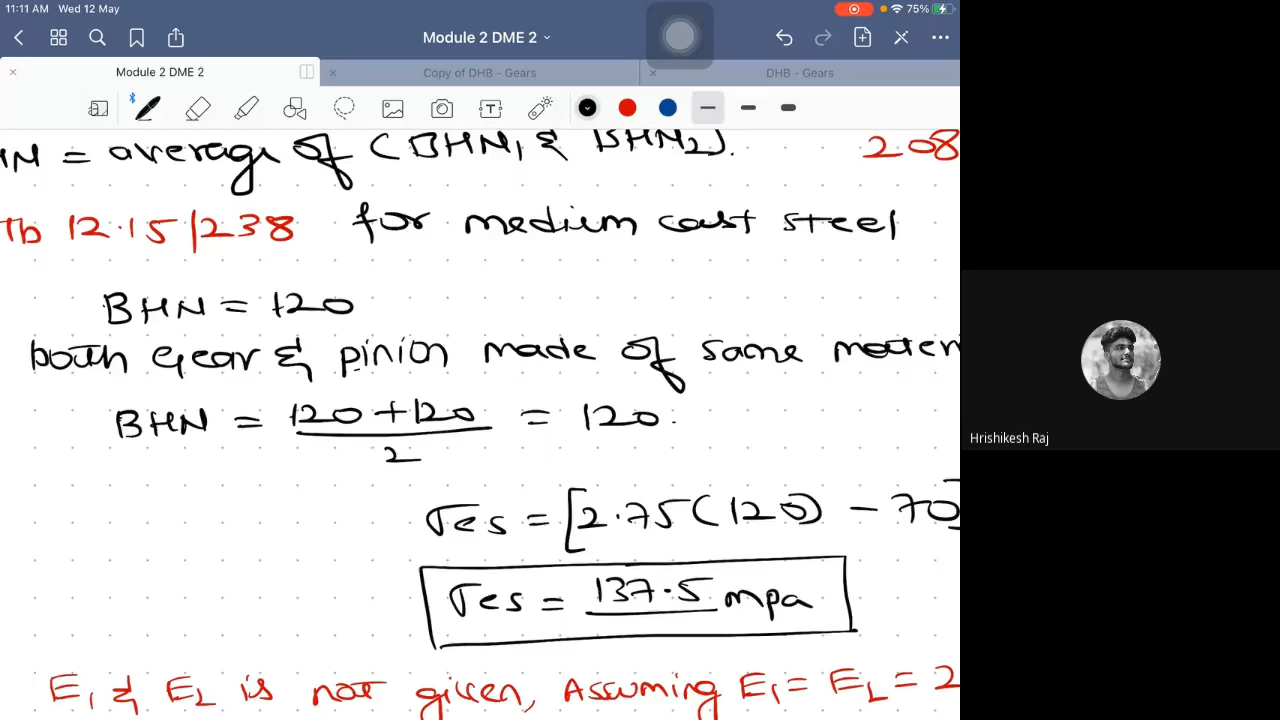 11:11 AM Wed 12 May
75%
Module 2 DME 2
Module 2 DME 2
Copy of DHB - Gears
DHB - Gears
= average of (BHN1 & BHN2).
208
Tb 12.15/238 for medium cast steel
BHN = 120
both gear & pinion made of same materi
BHN = 120 + 120 / 2 = 120.
σes = [2.75(120) - 70]
σes = 137.5 mpa
E1 & E2 is not given, Assuming E1 = E2 = 2
Hrishikesh Raj